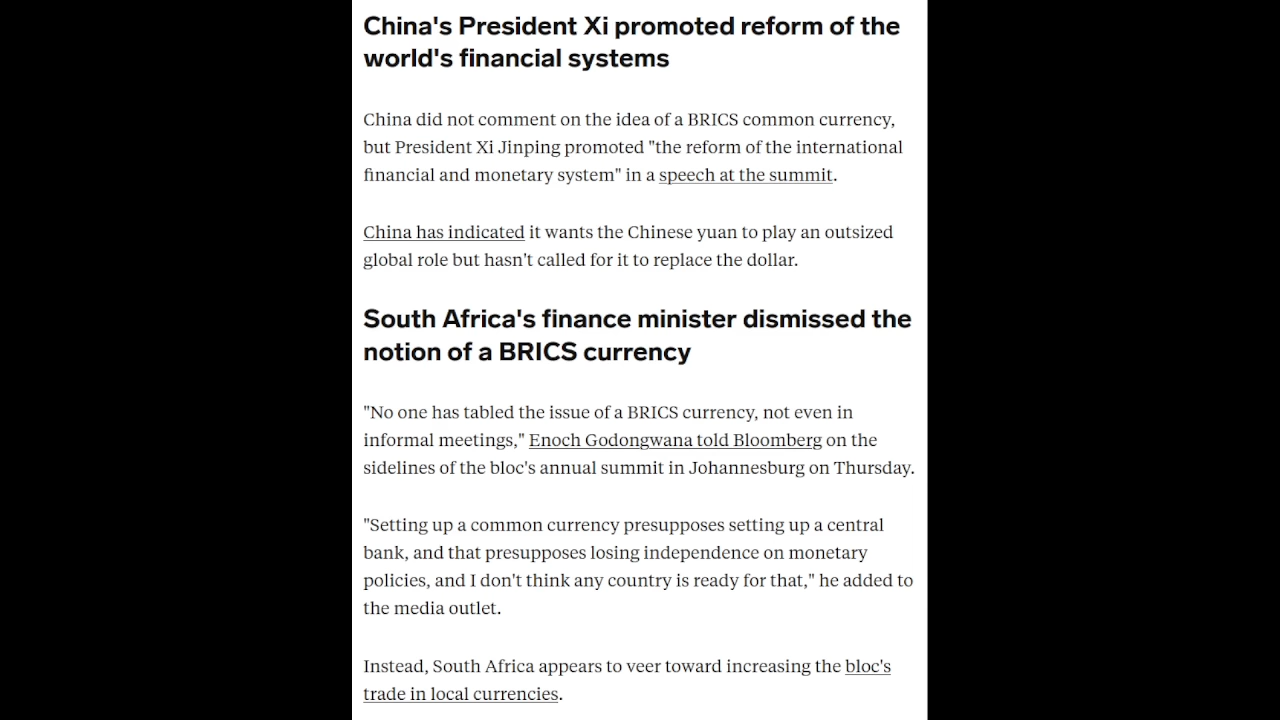 China's President Xi promoted reform of the
world's financial systems
China did not comment on the idea of a BRICS common currency,
but President Xi Jinping promoted "the reform of the international
financial and monetary system" in a speech at the summit.
China has indicated it wants the Chinese yuan to play an outsized
global role but hasn't called for it to replace the dollar.
South Africa's finance minister dismissed the
notion of a BRICS currency
"No one has tabled the issue of a BRICS currency, not even in
informal meetings," Enoch Godongwana told Bloomberg on the
sidelines of the bloc's annual summit in Johannesburg on Thursday.
"Setting up a common currency presupposes setting up a central
bank, and that presupposes losing independence on monetary
policies, and I don't think any country is ready for that," he added to
the media outlet.
Instead, South Africa appears to veer toward increasing the bloc's
trade in local currencies.